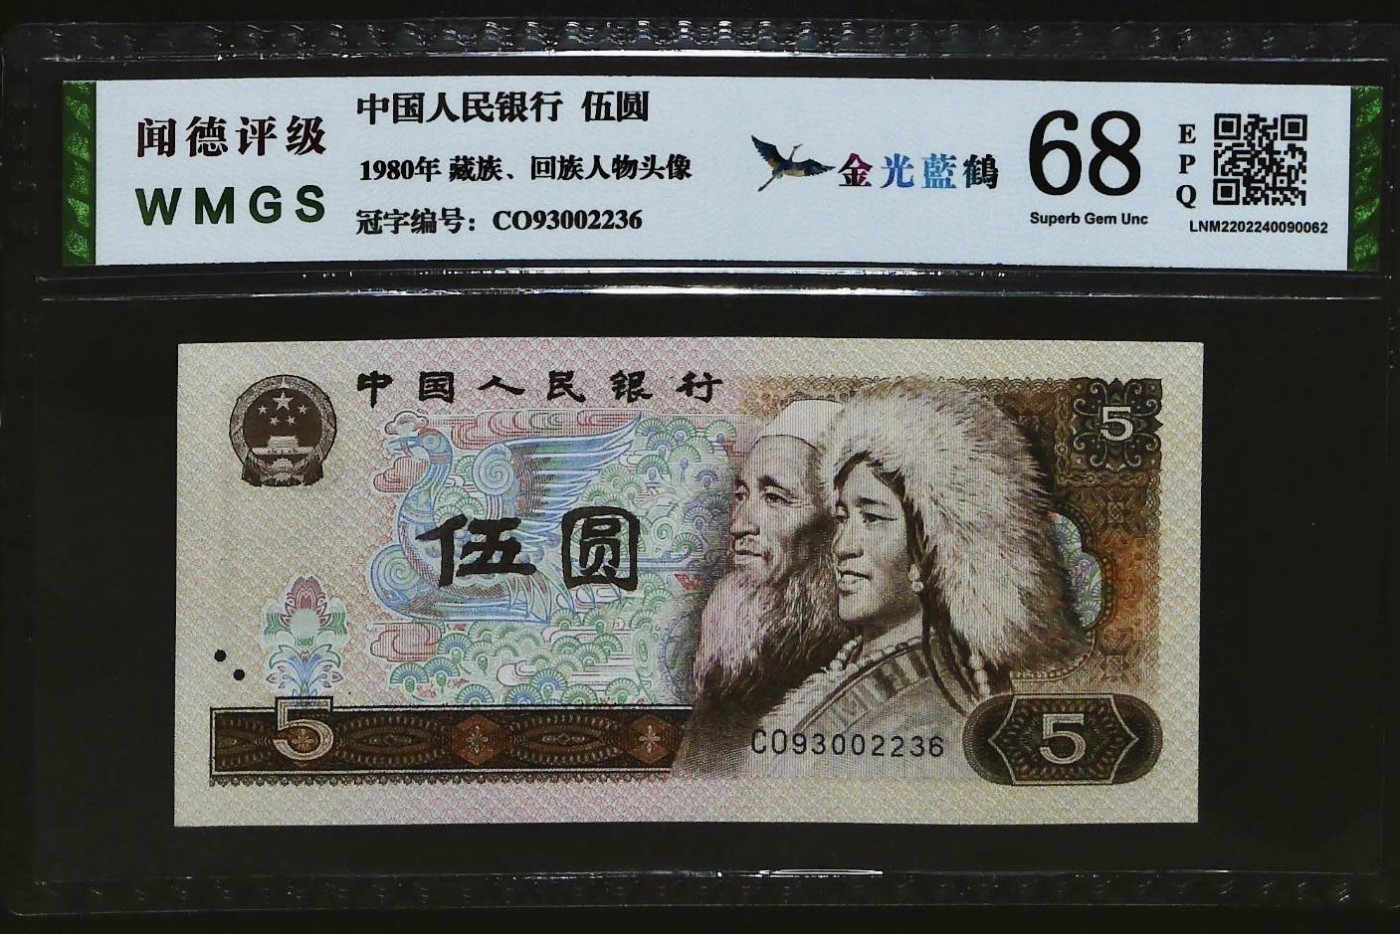 闻德评级
WMGS
中国人民银行 伍圆
1980年 藏族、回族人物头像
冠字编号：CO93002236
金光藍鶴
68
Superb Gem Unc
EPQ
LNM2202240090062
中国人民银行
5
伍圆
5
CO93002236
5